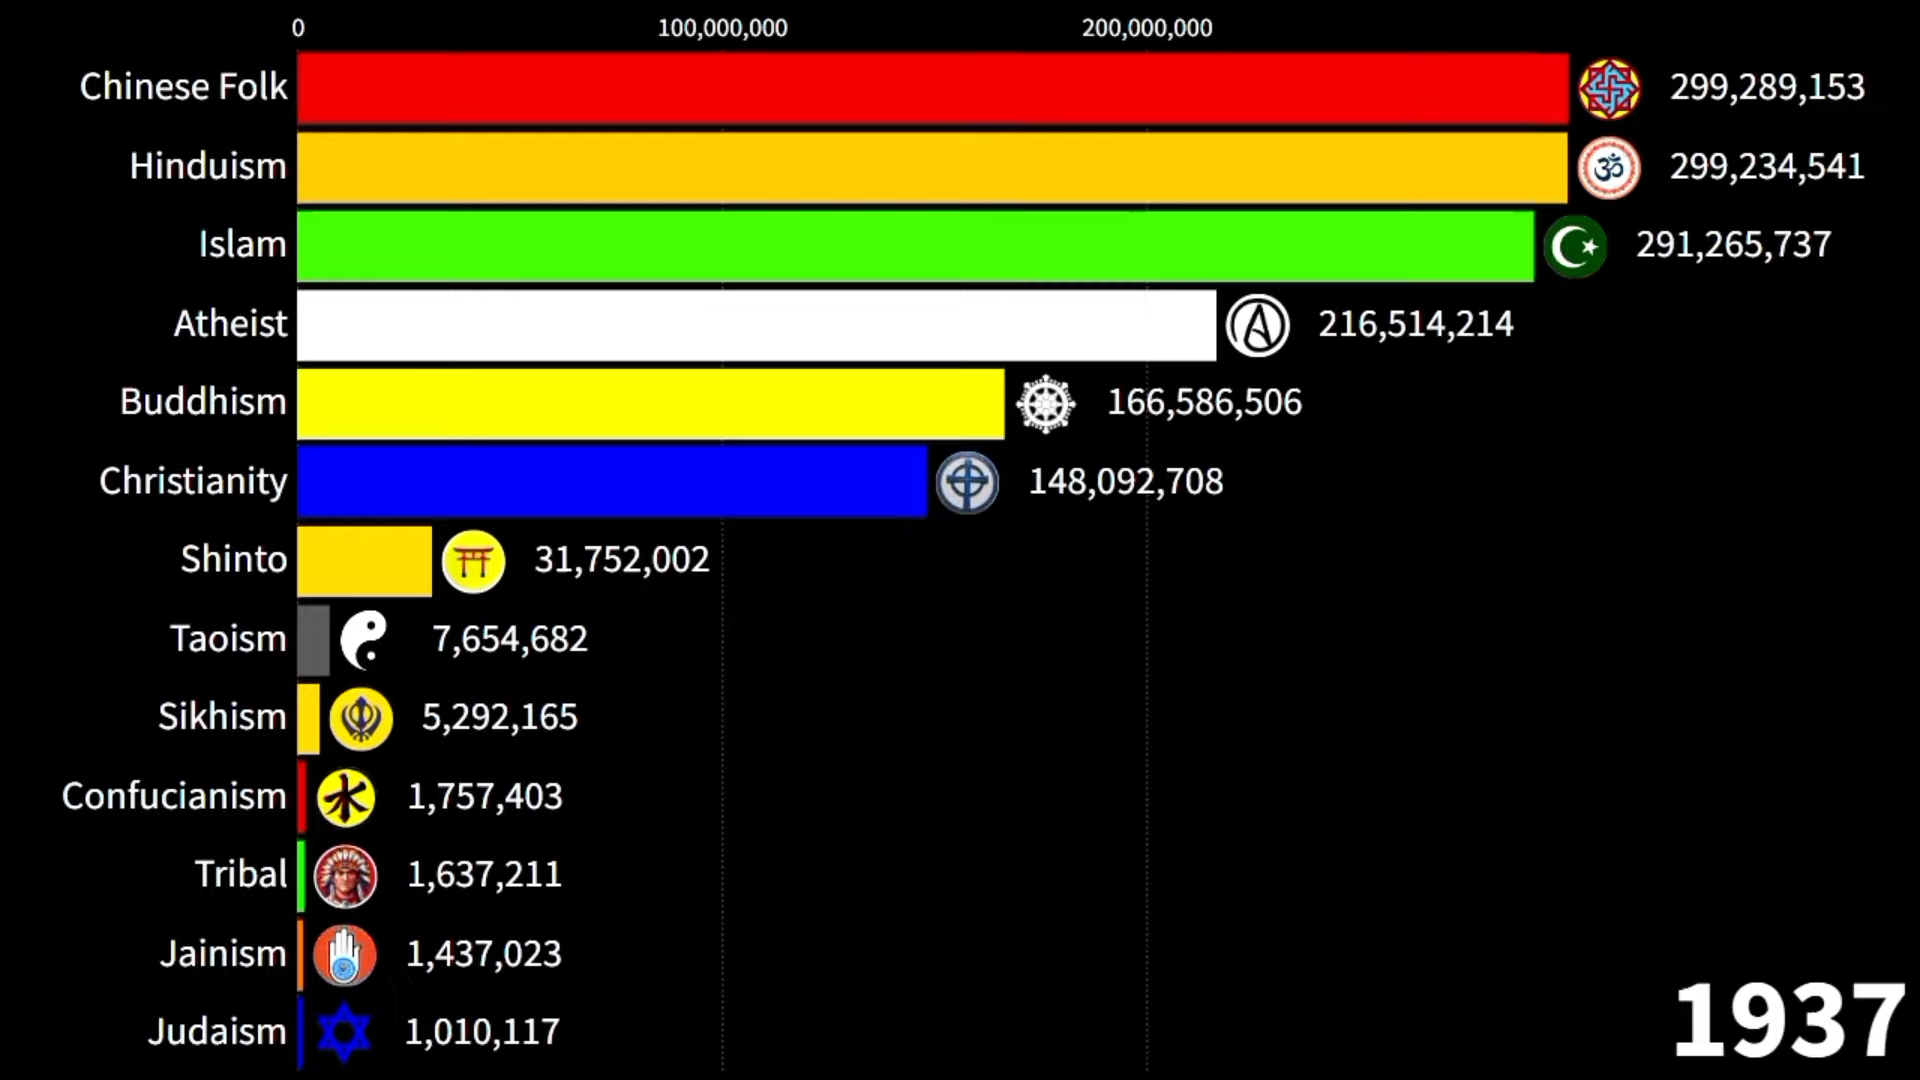 0 100,000,000 200,000,000
Chinese Folk 299,289,153
Hinduism ॐ 299,234,541
Islam 291,265,737
Atheist 216,514,214
Buddhism 166,586,506
Christianity 148,092,708
Shinto 31,752,002
Taoism 7,654,682
Sikhism 5,292,165
Confucianism 1,757,403
Tribal 1,637,211
Jainism 1,437,023
Judaism 1,010,117
1937